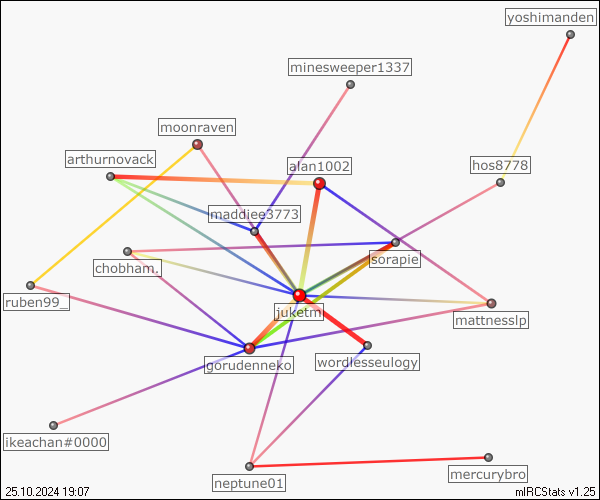 yoshimanden
minesweeper1337
moonraven
arthurnovack
alan1002
hos8778
maddiee3773
sorapie
chobham.
ruben99_
juketm
mattnesslp
gorudenneko
wordlesseulogy
ikeachan#0000
neptune01
mercurybro
25.10.2024 19:07
mIRCStats v1.25